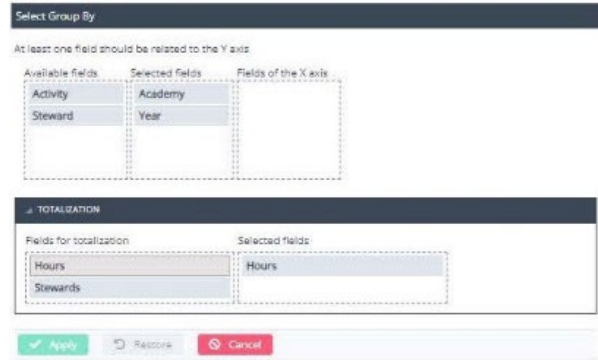 Select Group By
At least one field should be related to the Y axis
Available fields Selected fields Fields of the X axis
Activity Academy
Steward Year
TOTALIZATION
Fields for totalization Selected fields
Hours Hours
Stewards
Apply Restore Cancel